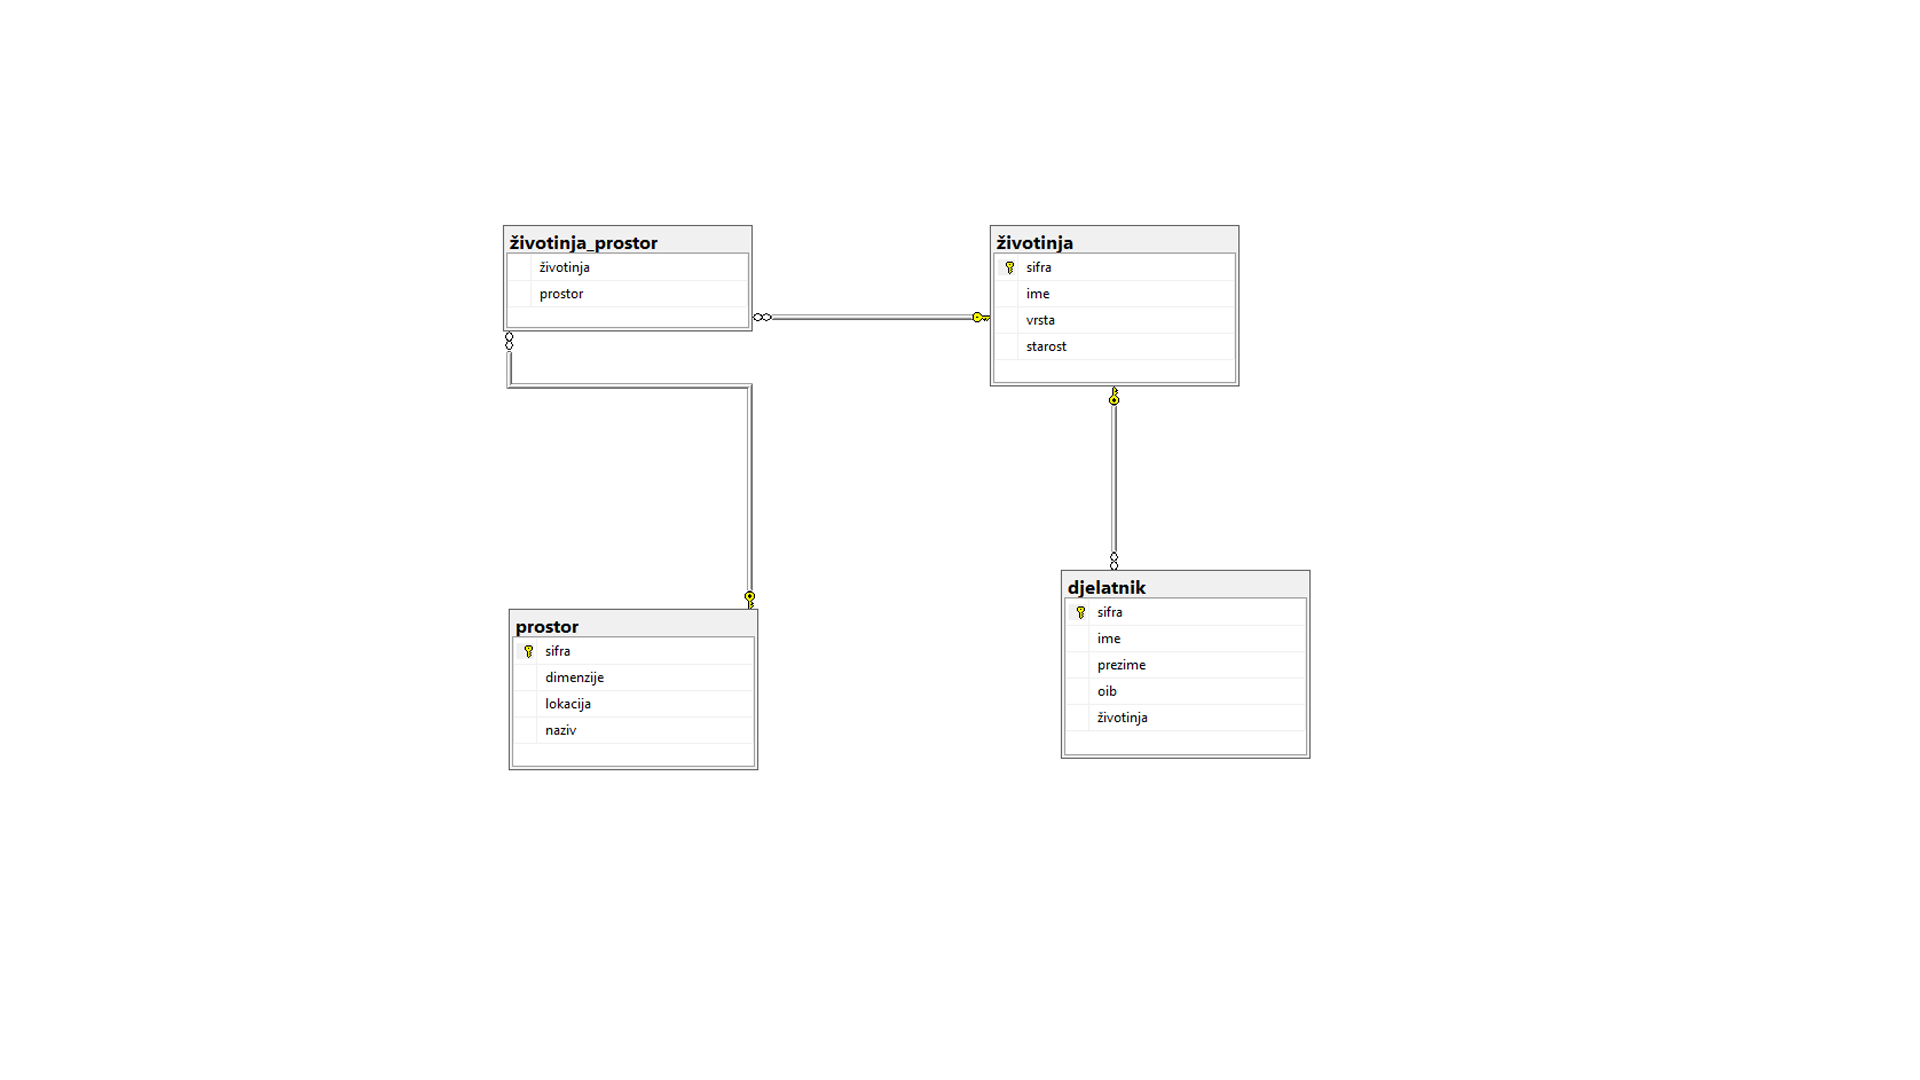 životinja_prostor
životinja
prostor
životinja
sifra
ime
vrsta
starost
prostor
sifra
dimenzije
lokacija
naziv
djelatnik
sifra
ime
prezime
oib
životinja